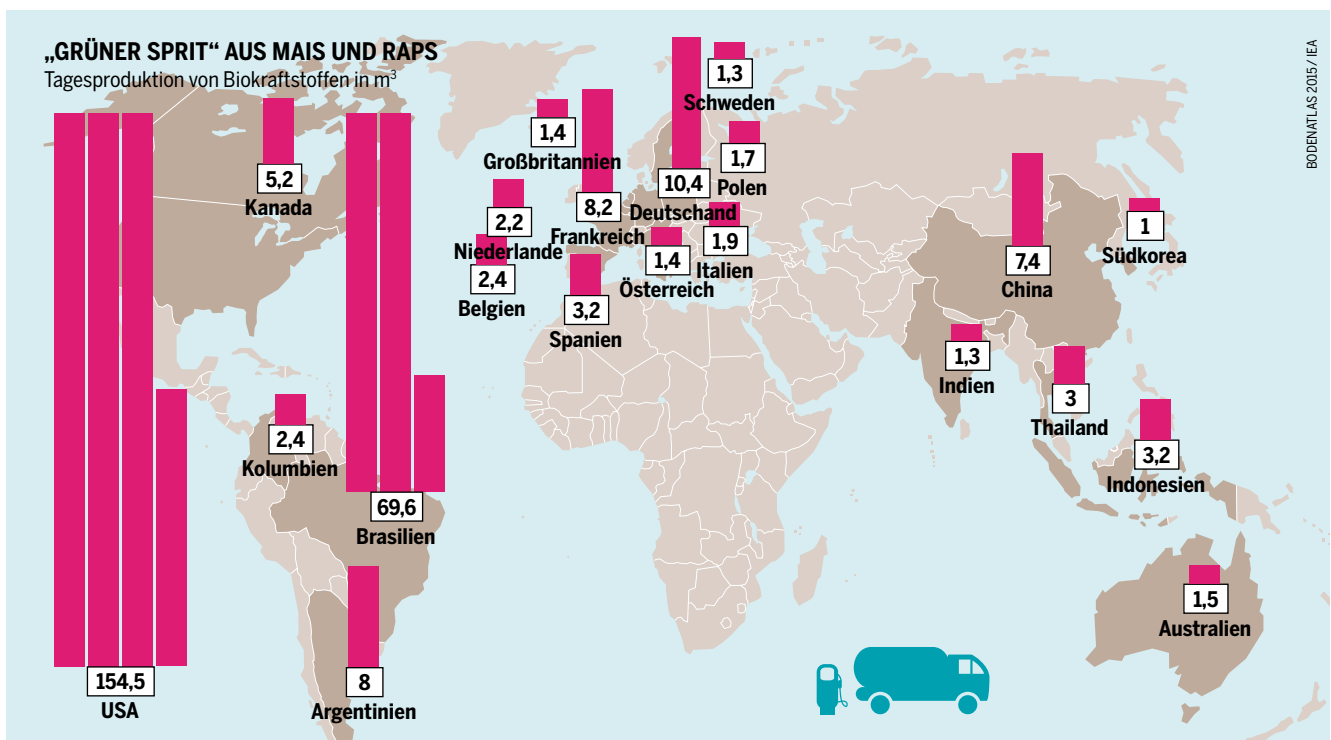 „GRÜNER SPRIT“ AUS MAIS UND RAPS
Tagesproduktion von Biokraftstoffen in m³
BODENATLAS 2015 / IEA
154,5
USA
5,2
Kanada
2,4
Kolumbien
69,6
Brasilien
8
Argentinien
1,4
Großbritannien
2,2
Niederlande
2,4
Belgien
8,2
Frankreich
3,2
Spanien
10,4
Deutschand
1,3
Schweden
1,7
Polen
1,4
Österreich
1,9
Italien
7,4
China
1
Südkorea
1,3
Indien
3
Thailand
3,2
Indonesien
1,5
Australien